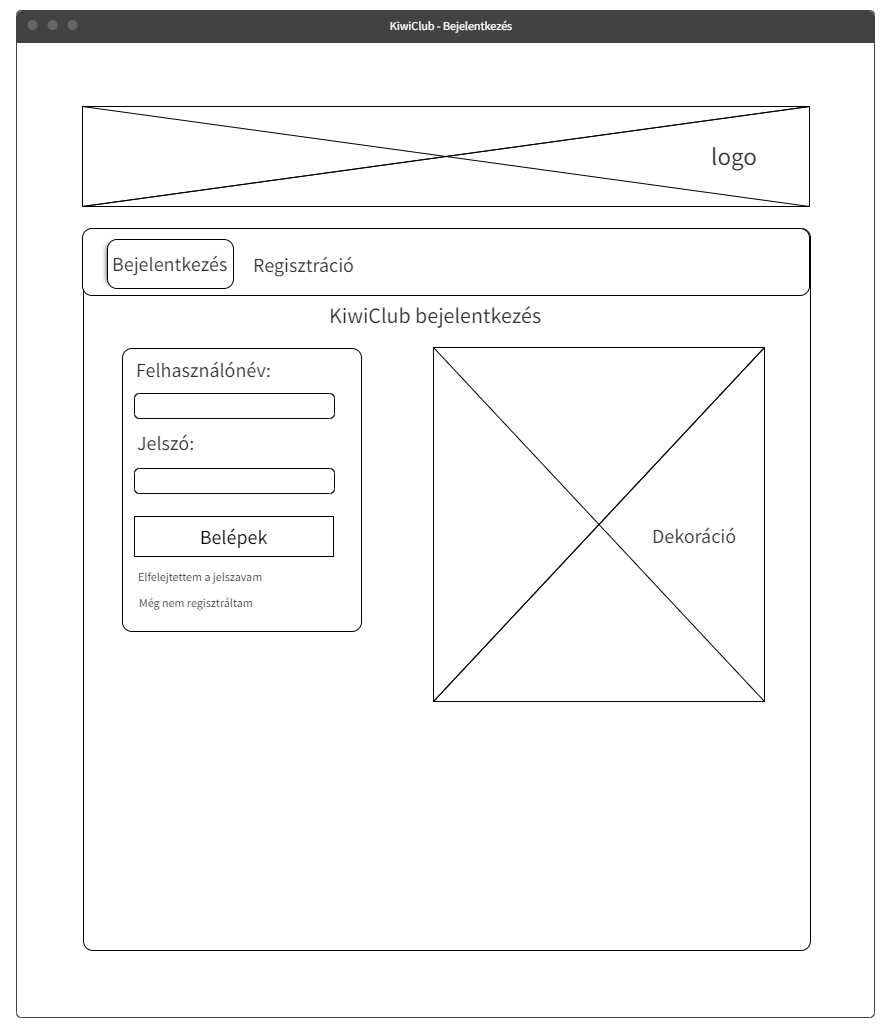 KiwiClub - Bejelentkezés
logo
Bejelentkezés
Regisztráció
KiwiClub bejelentkezés
Felhasználónév:
Jelszó:
Belépek
Elfelejtettem a jelszavam
Még nem regisztráltam
Dekoráció